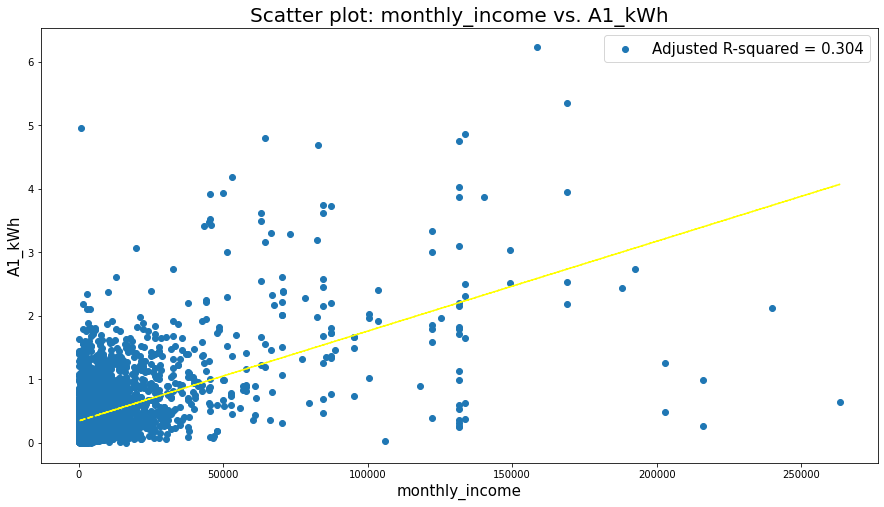 Scatter plot: monthly_income vs. A1_kWh
Adjusted R-squared = 0.304
A1_kWh
6
5
4
3
2
1
0
0 50000 100000 150000 200000 250000
monthly_income